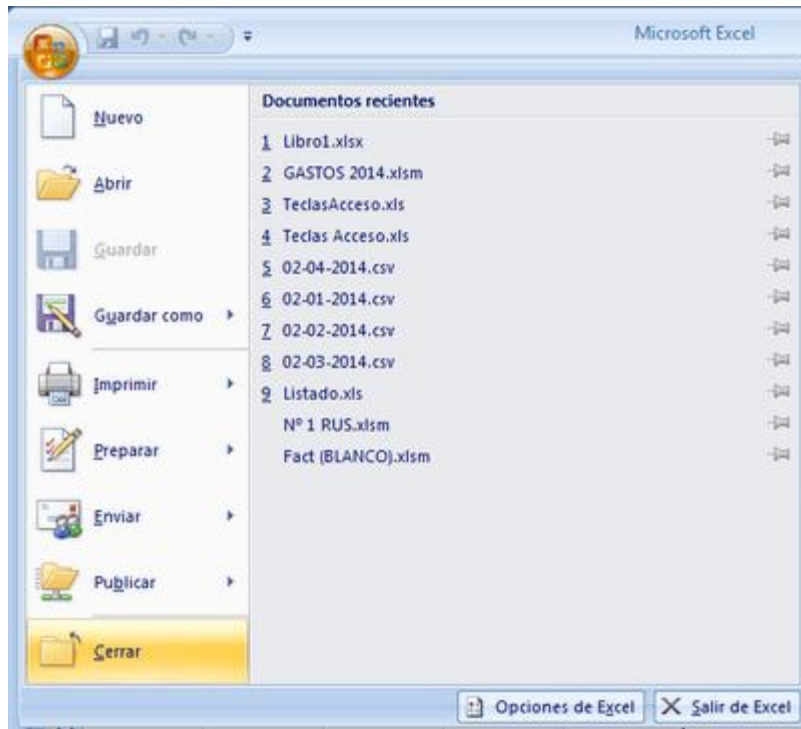 Microsoft Excel
Nuevo
Abrir
Guardar
Guardar como
Imprimir
Preparar
Enviar
Publicar
Cerrar
Documentos recientes
1 Libro1.xlsx
2 GASTOS 2014.xlsm
3 TeclasAcceso.xls
4 Teclas Acceso.xls
5 02-04-2014.csv
6 02-01-2014.csv
7 02-02-2014.csv
8 02-03-2014.csv
9 Listado.xls
Nº 1 RUS.xlsm
Fact (BLANCO).xlsm
Opciones de Excel
Salir de Excel